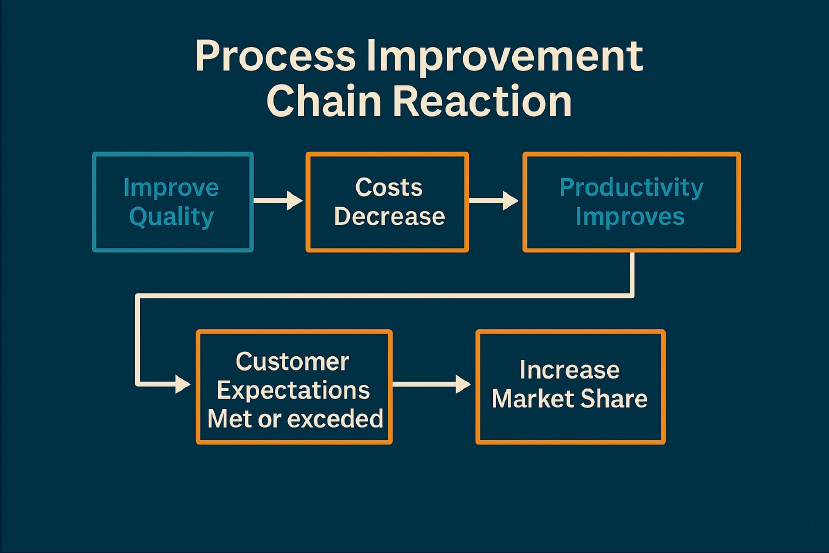 Process Improvement
Chain Reaction
Improve
Quality
Costs
Decrease
Productivity
Improves
Customer
Expectations
Met or exceded
Increase
Market Share